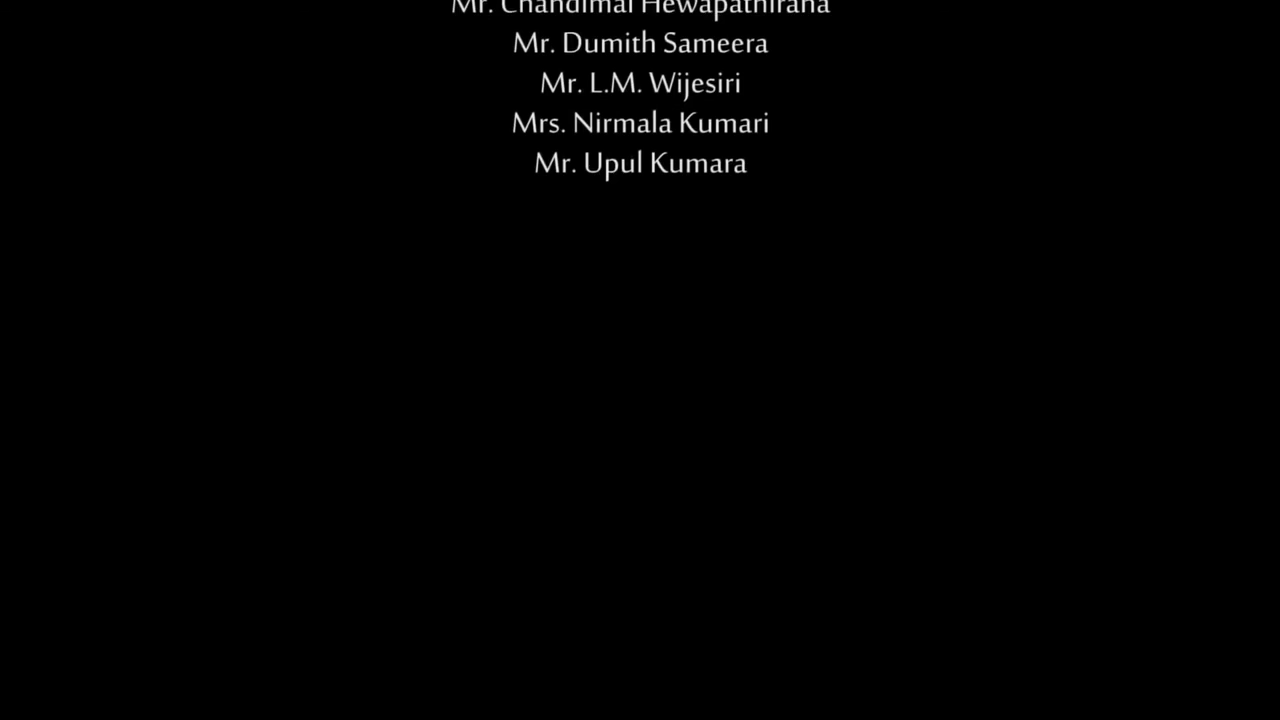 Mr. Chandimal Hewapathirana
Mr. Dumith Sameera
Mr. L.M. Wijesiri
Mrs. Nirmala Kumari
Mr. Upul Kumara